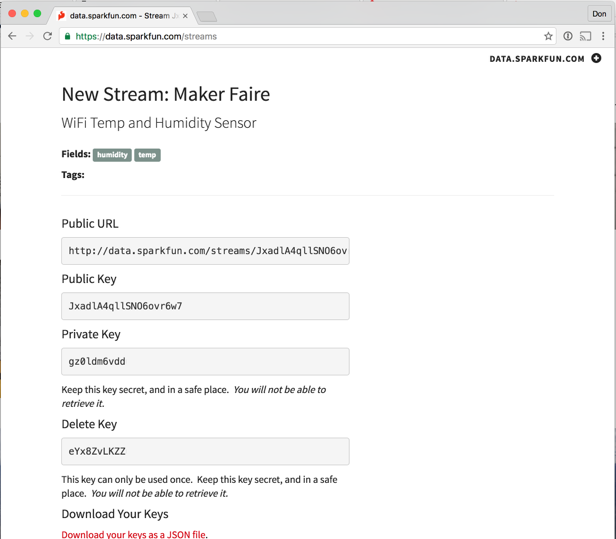 data.sparkfun.com - Stream Js
Don
https://data.sparkfun.com/streams
DATA.SPARKFUN.COM
New Stream: Maker Faire
WiFi Temp and Humidity Sensor
Fields: humidity temp
Tags:
Public URL
http://data.sparkfun.com/streams/JxadlA4qllSNO6ov
Public Key
JxadlA4qllSNO6ovr6w7
Private Key
gz0ldm6vdd
Keep this key secret, and in a safe place. You will not be able to
retrieve it.
Delete Key
eYx8ZvLKZZ
This key can only be used once. Keep this key secret, and in a safe
place. You will not be able to retrieve it.
Download Your Keys
Download your keys as a JSON file.